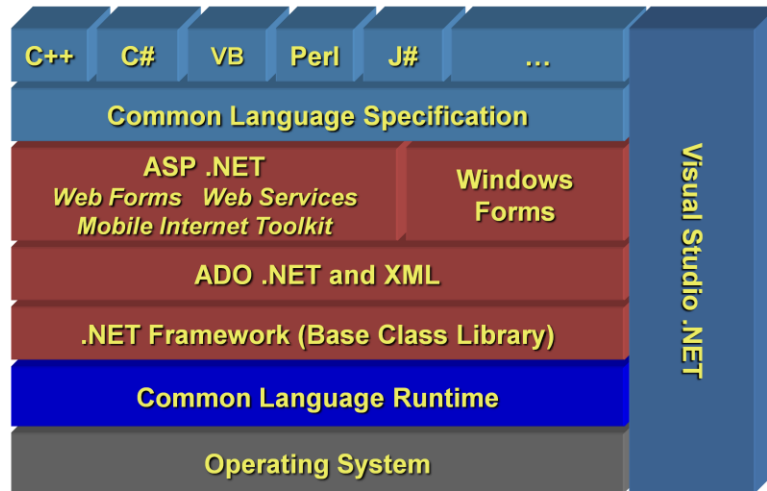 C++ C# VB Perl J# ...
Common Language Specification
ASP .NET
Web Forms Web Services
Mobile Internet Toolkit
Windows
Forms
ADO .NET and XML
.NET Framework (Base Class Library)
Common Language Runtime
Operating System
Visual Studio .NET